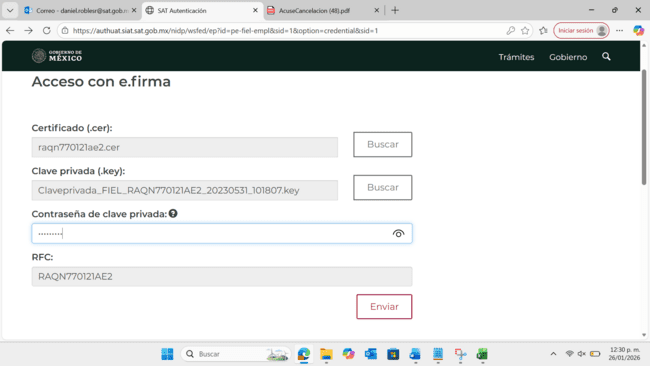 Correo - daniel.roblesr@sat.gob.m
SAT Autenticación
AcuseCancelacion (48).pdf
https://authuat.siat.sat.gob.mx/nidp/wsfed/ep?id=pe-fiel-empl&sid=1&option=credential&sid=1
Iniciar sesión
GOBIERNO DE
MÉXICO
Trámites
Gobierno
Acceso con e.firma
Certificado (.cer):
raqn770121ae2.cer
Buscar
Clave privada (.key):
Claveprivada_FIEL_RAQN770121AE2_20230531_101807.key
Buscar
Contraseña de clave privada:
•••••••••
RFC:
RAQN770121AE2
Enviar
Buscar
12:30 p. m.
26/01/2026